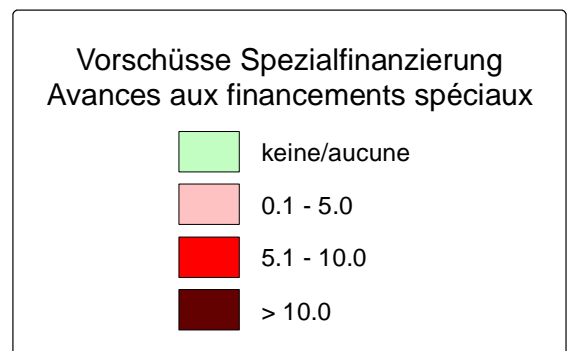 Vorschüsse Spezialfinanzierung
Avances aux financements spéciaux
keine/aucune
0.1 - 5.0
5.1 - 10.0
> 10.0